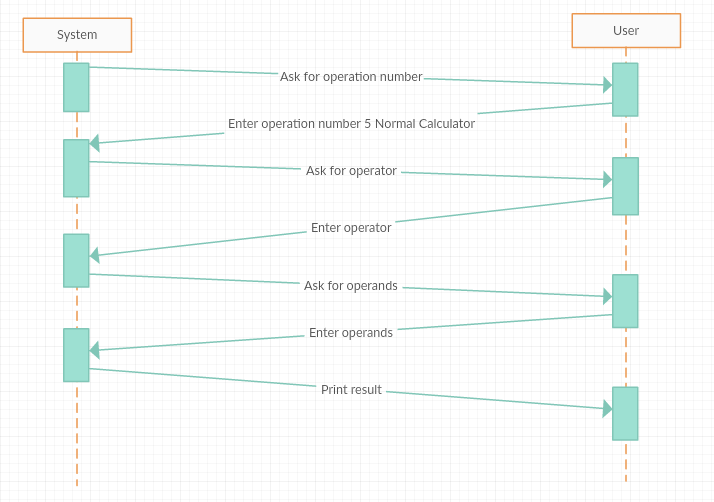 System
User
Ask for operation number
Enter operation number 5 Normal Calculator
Ask for operator
Enter operator
Ask for operands
Enter operands
Print result